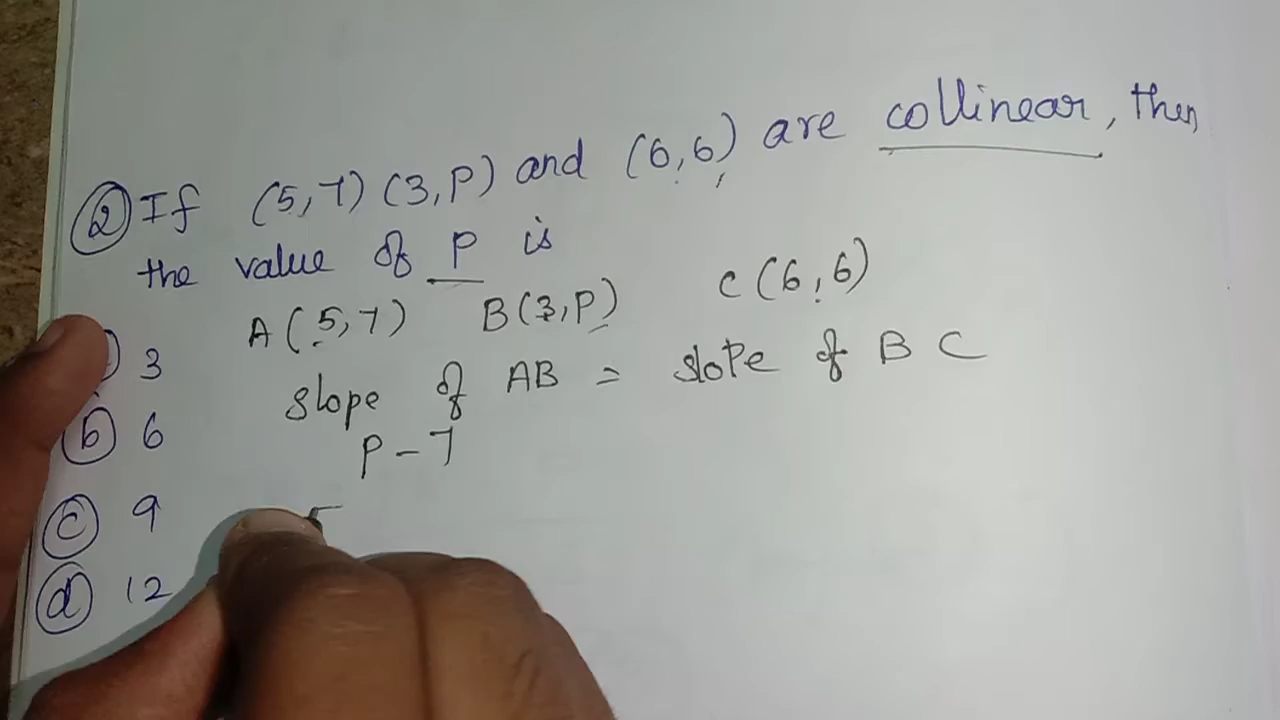 ② If (5,7) (3,P) and (6,6) are collinear, then
the value of P is
A(5,7) B(3,P) C(6,6)
3
slope of AB = slope of BC
ⓑ 6
P-7
ⓒ 9
ⓓ 12